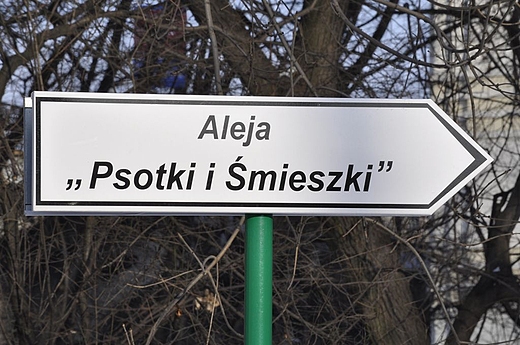 Aleja
„Psotki i Śmieszki”